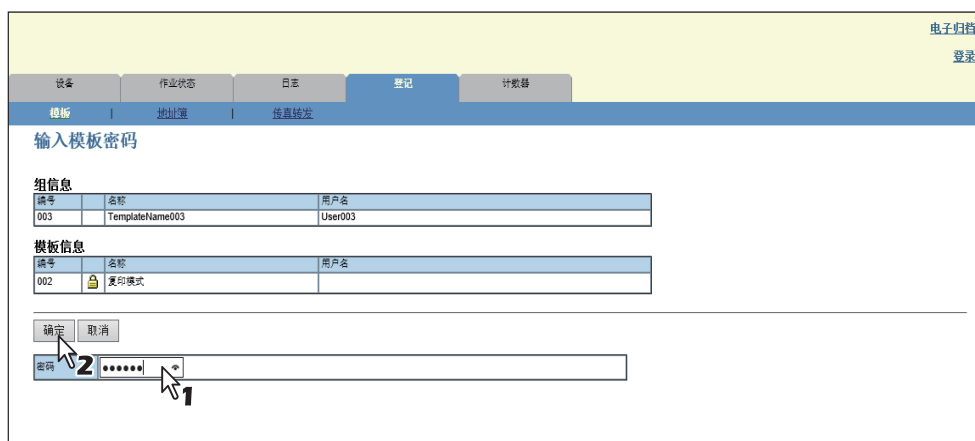 电子归档
登录
设备 作业状态 日志 登记 计数器
模板 | 地址簿 | 传真转发
输入模板密码
组信息
编号 名称 用户名
003 TemplateName003 User003
模板信息
编号 名称 用户名
002 复印模式
确定 取消
2
密码 ●●●●●●
1